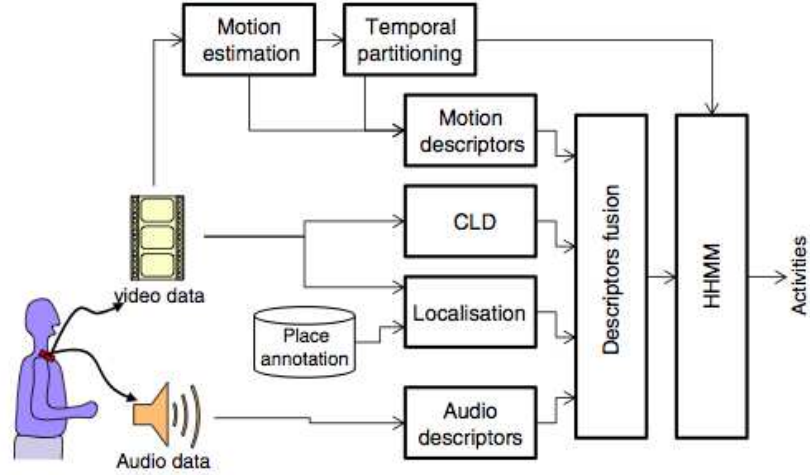 Motion
estimation
Temporal
partitioning
Motion
descriptors
CLD
video data
Localisation
Place
annotation
Audio
descriptors
Audio data
Descriptors fusion
HHMM
Activities